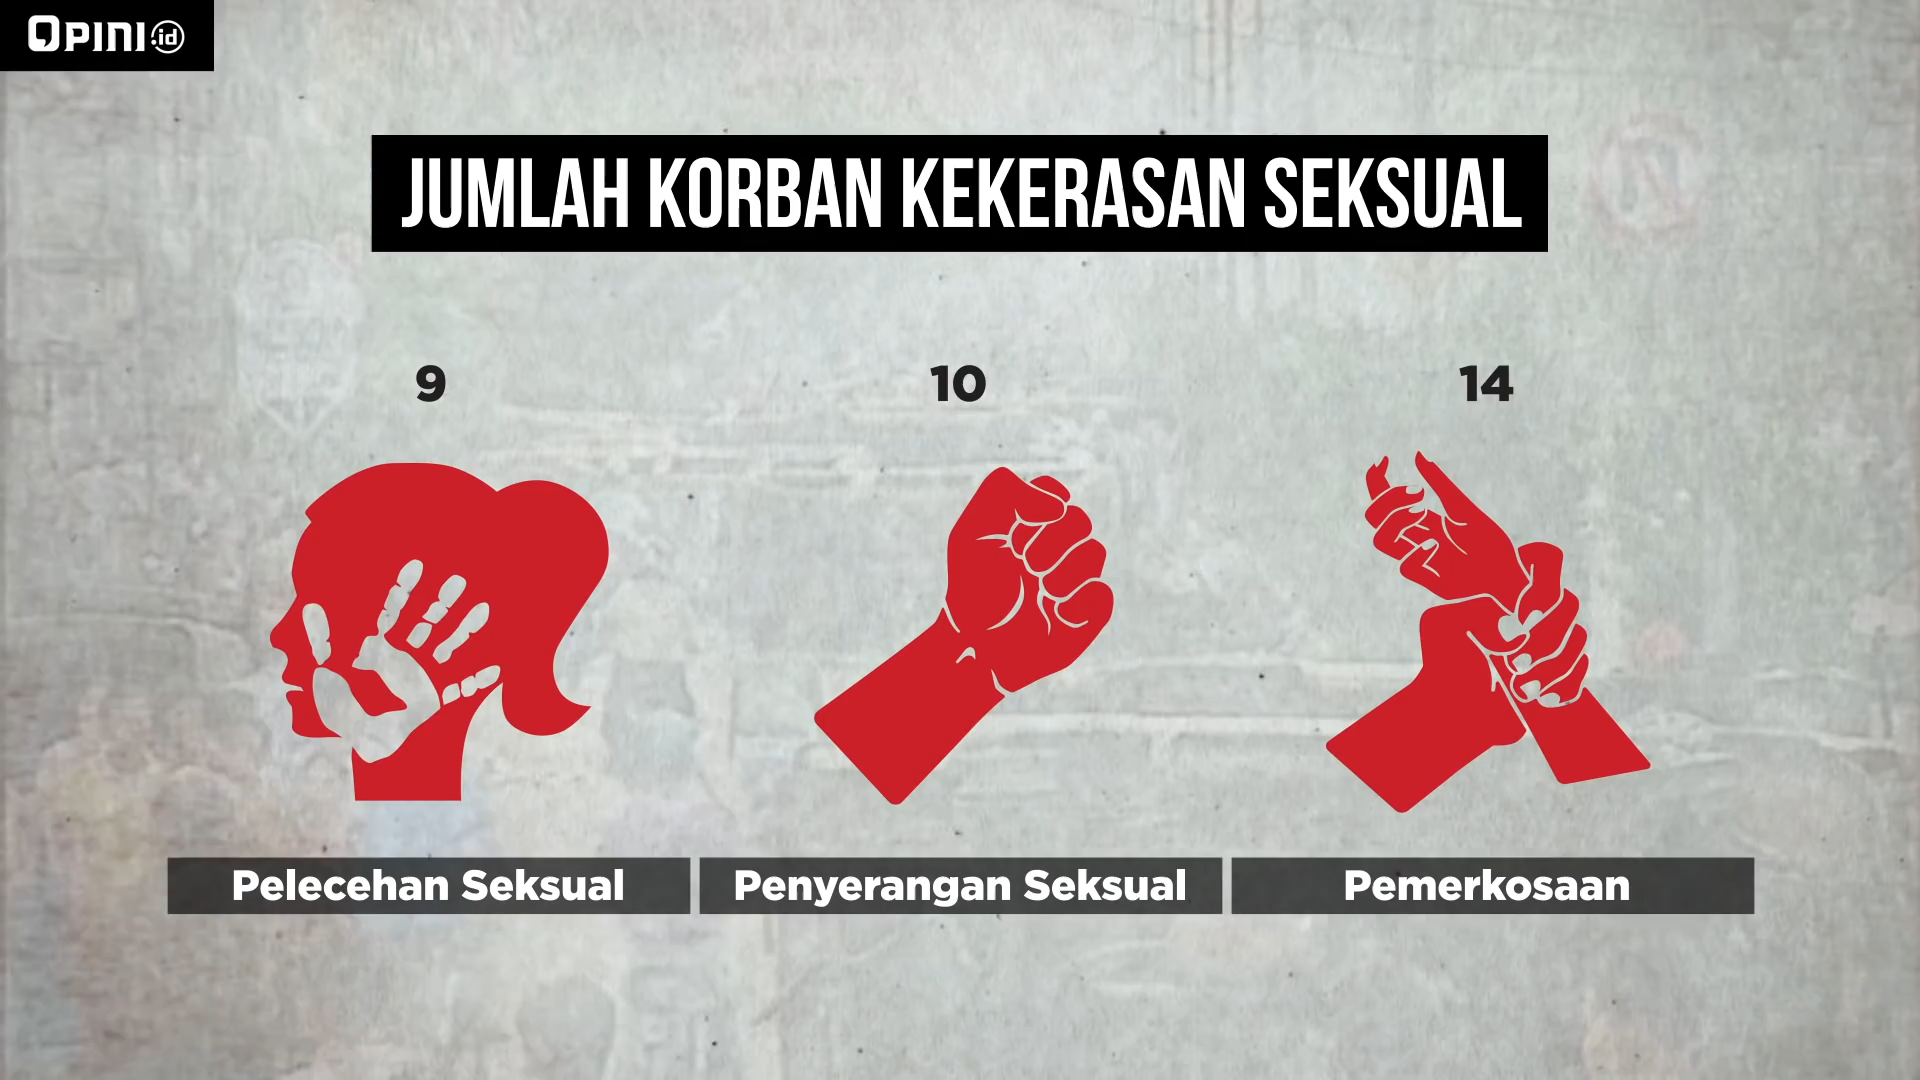 OPINI.id
JUMLAH KORBAN KEKERASAN SEKSUAL
9
10
14
Pelecehan Seksual
Penyerangan Seksual
Pemerkosaan